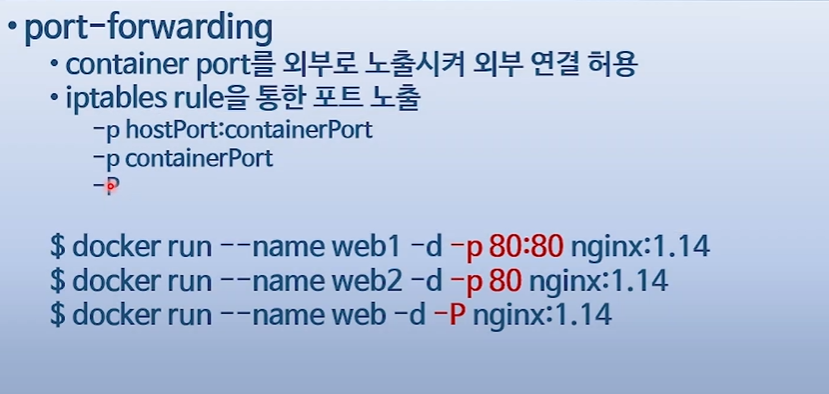 • port-forwarding
• container port를 외부로 노출시켜 외부 연결 허용
• iptables rule을 통한 포트 노출
-p hostPort:containerPort
-p containerPort
-P
$ docker run --name web1 -d -p 80:80 nginx:1.14
$ docker run --name web2 -d -p 80 nginx:1.14
$ docker run --name web -d -P nginx:1.14